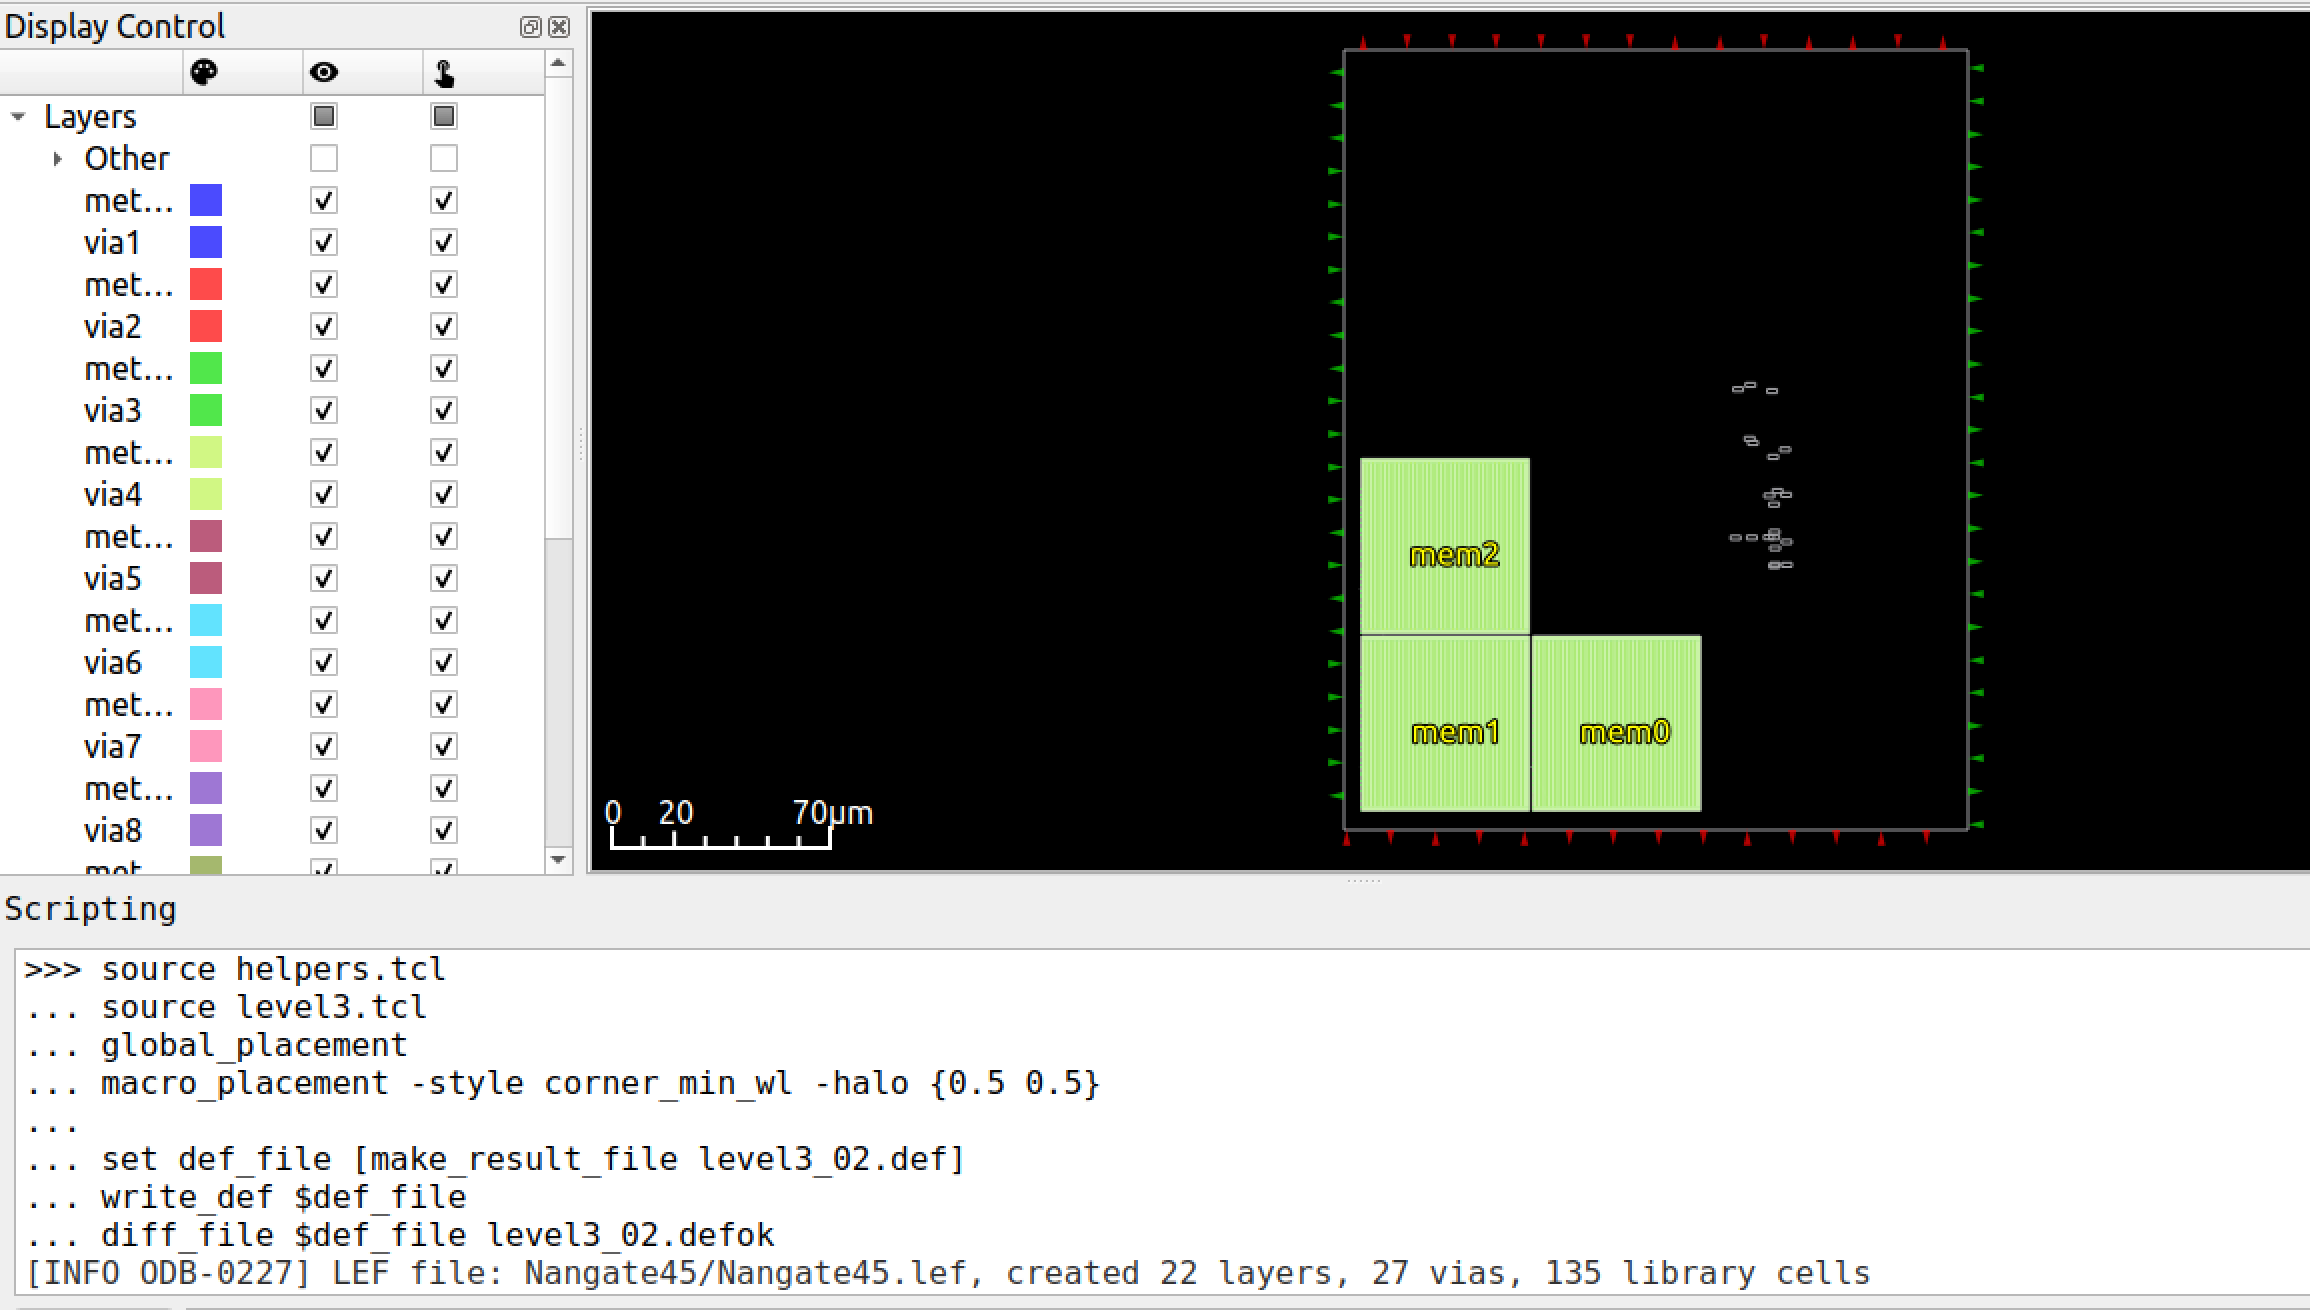 Display Control
Layers
Other
met...
via1
met...
via2
met...
via3
met...
via4
met...
via5
met...
via6
met...
via7
met...
via8
met
mem2
mem1
mem0
0 20 70µm
Scripting
>>> source helpers.tcl
... source level3.tcl
... global_placement
... macro_placement -style corner_min_wl -halo {0.5 0.5}
...
... set def_file [make_result_file level3_02.def]
... write_def $def_file
... diff_file $def_file level3_02.defok
[INFO ODB-0227] LEF file: Nangate45/Nangate45.lef, created 22 layers, 27 vias, 135 library cells